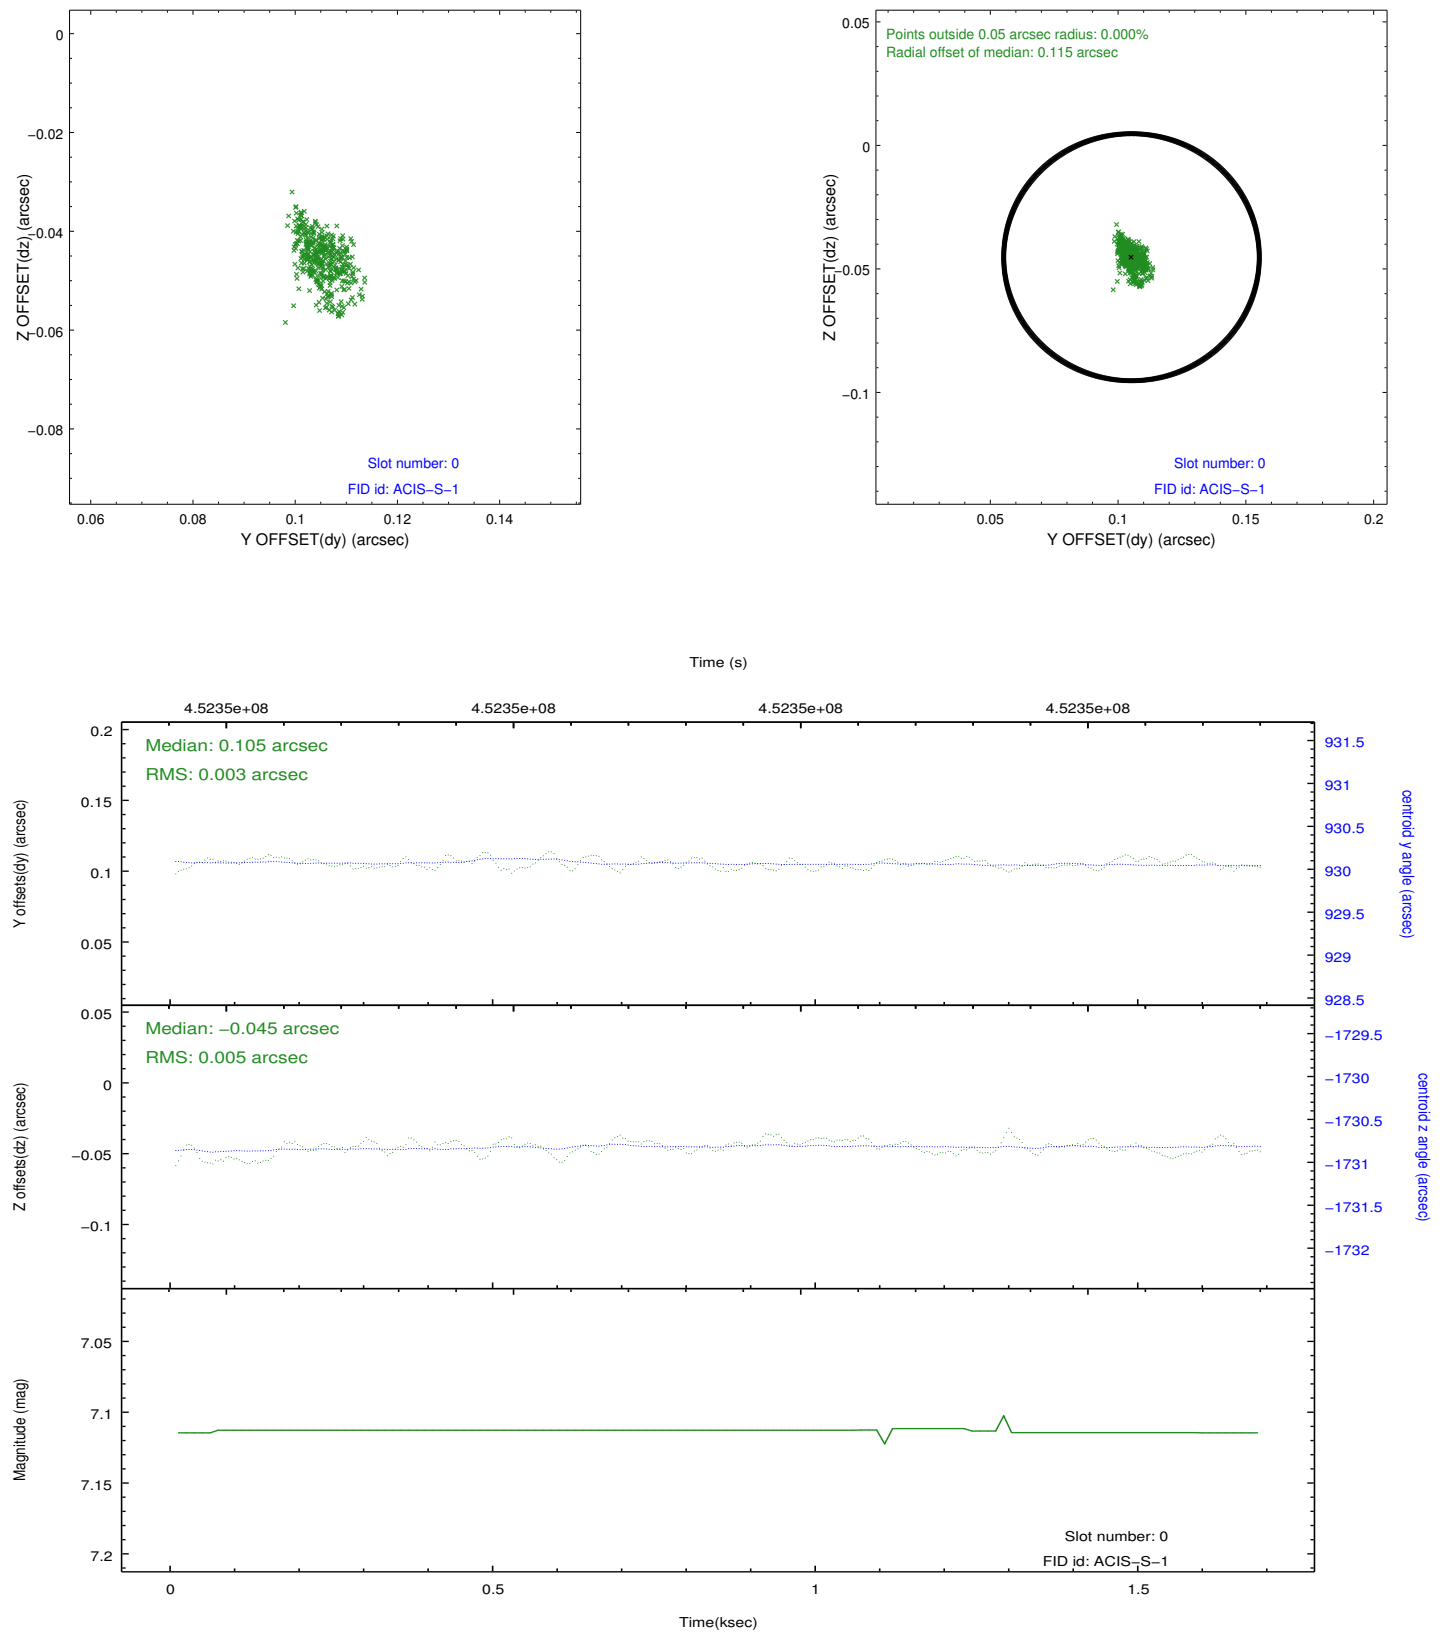 0
−0.02
−0.04
−0.06
−0.08
Z OFFSET(dz) (arcsec)
Slot number: 0
FID id: ACIS−S−1
0.06
0.08
0.1
0.12
0.14
Y OFFSET(dy) (arcsec)
Points outside 0.05 arcsec radius: 0.000%
Radial offset of median: 0.115 arcsec
0.05
0
−0.05
−0.1
Z OFFSET(dz) (arcsec)
Slot number: 0
FID id: ACIS−S−1
0.05
0.1
0.15
0.2
Y OFFSET(dy) (arcsec)
Time (s)
4.5235e+08
4.5235e+08
4.5235e+08
4.5235e+08
Median: 0.105 arcsec
RMS: 0.003 arcsec
0.2
0.15
0.1
0.05
Y offsets(dy) (arcsec)
931.5
931
930.5
930
929.5
929
928.5
centroid y angle (arcsec)
Median: −0.045 arcsec
RMS: 0.005 arcsec
0.05
0
−0.05
−0.1
Z offsets(dz) (arcsec)
−1729.5
−1730
−1730.5
−1731
−1731.5
−1732
centroid z angle (arcsec)
7.05
7.1
7.15
7.2
Magnitude (mag)
Slot number: 0
FID id: ACIS−S−1
0
0.5
1
1.5
Time(ksec)